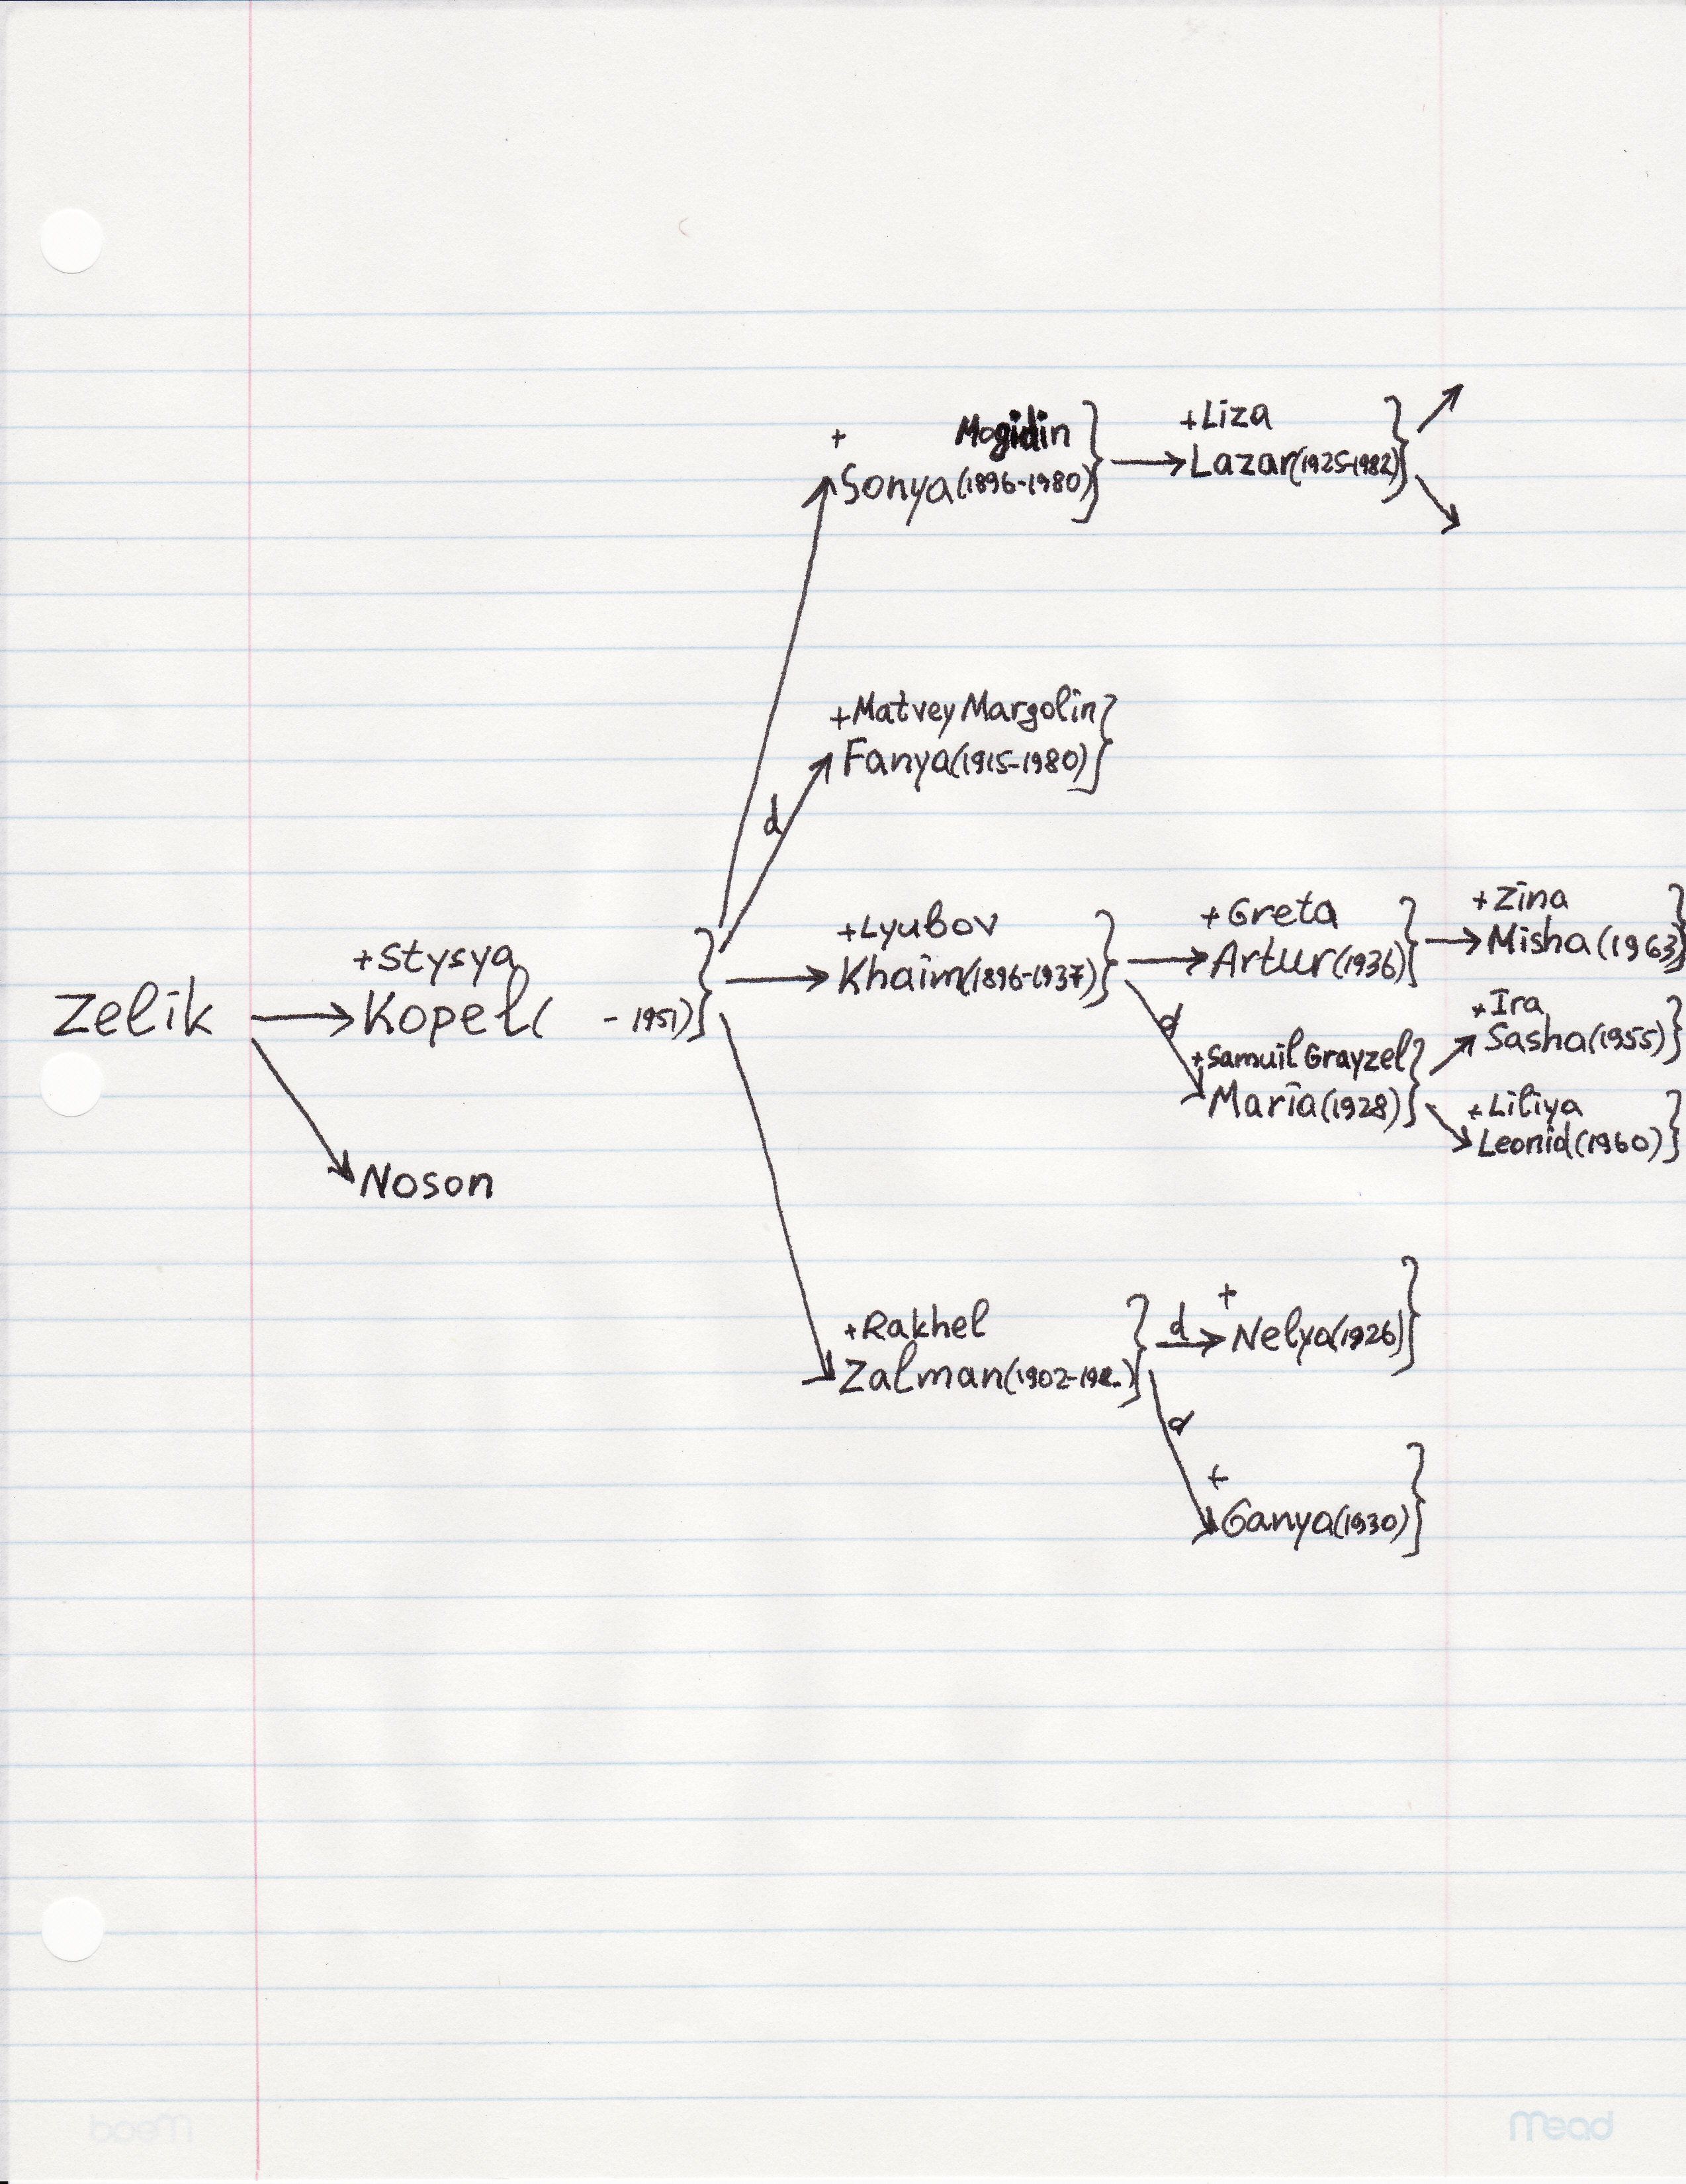 + Mogidin
Sonya(1896-1980)
+Liza
Lazar(1925-1982)
+Matvey Margolin
Fanya(1915-1980)
d
+Lyubov
Khaim(1896-1937)
+Greta
Artur(1936)
+Zina
Misha(1963)
+Stysya
Zelik
Kopel( - 1951)
d
+Samuil Grayzel
Maria(1928)
+Ira
Sasha(1955)
+Liliya
Leonid(1960)
Noson
+Rakhel
Zalman(1902-198.)
d
+
Nelya(1926)
d
+
Ganya(1930)
Mead